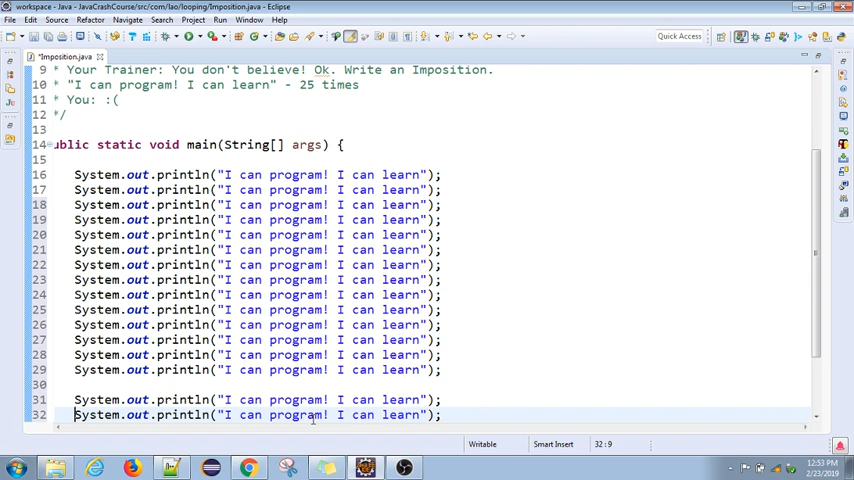 workspace - Java - JavaCrashCourse/src/com/lao/looping/Imposition.java - Eclipse
File Edit Source Refactor Navigate Search Project Run Window Help
Quick Access
*Imposition.java
9 * Your Trainer: You don't believe! Ok. Write an Imposition.
10 * "I can program! I can learn" - 25 times
11 * You: :(
12 */
13
14 ublic static void main(String[] args) {
15
16 System.out.println("I can program! I can learn");
17 System.out.println("I can program! I can learn");
18 System.out.println("I can program! I can learn");
19 System.out.println("I can program! I can learn");
20 System.out.println("I can program! I can learn");
21 System.out.println("I can program! I can learn");
22 System.out.println("I can program! I can learn");
23 System.out.println("I can program! I can learn");
24 System.out.println("I can program! I can learn");
25 System.out.println("I can program! I can learn");
26 System.out.println("I can program! I can learn");
27 System.out.println("I can program! I can learn");
28 System.out.println("I can program! I can learn");
29 System.out.println("I can program! I can learn");
30
31 System.out.println("I can program! I can learn");
32 System.out.println("I can program! I can learn");
Writable Smart Insert 32 : 9
12:53 PM
2/23/2019